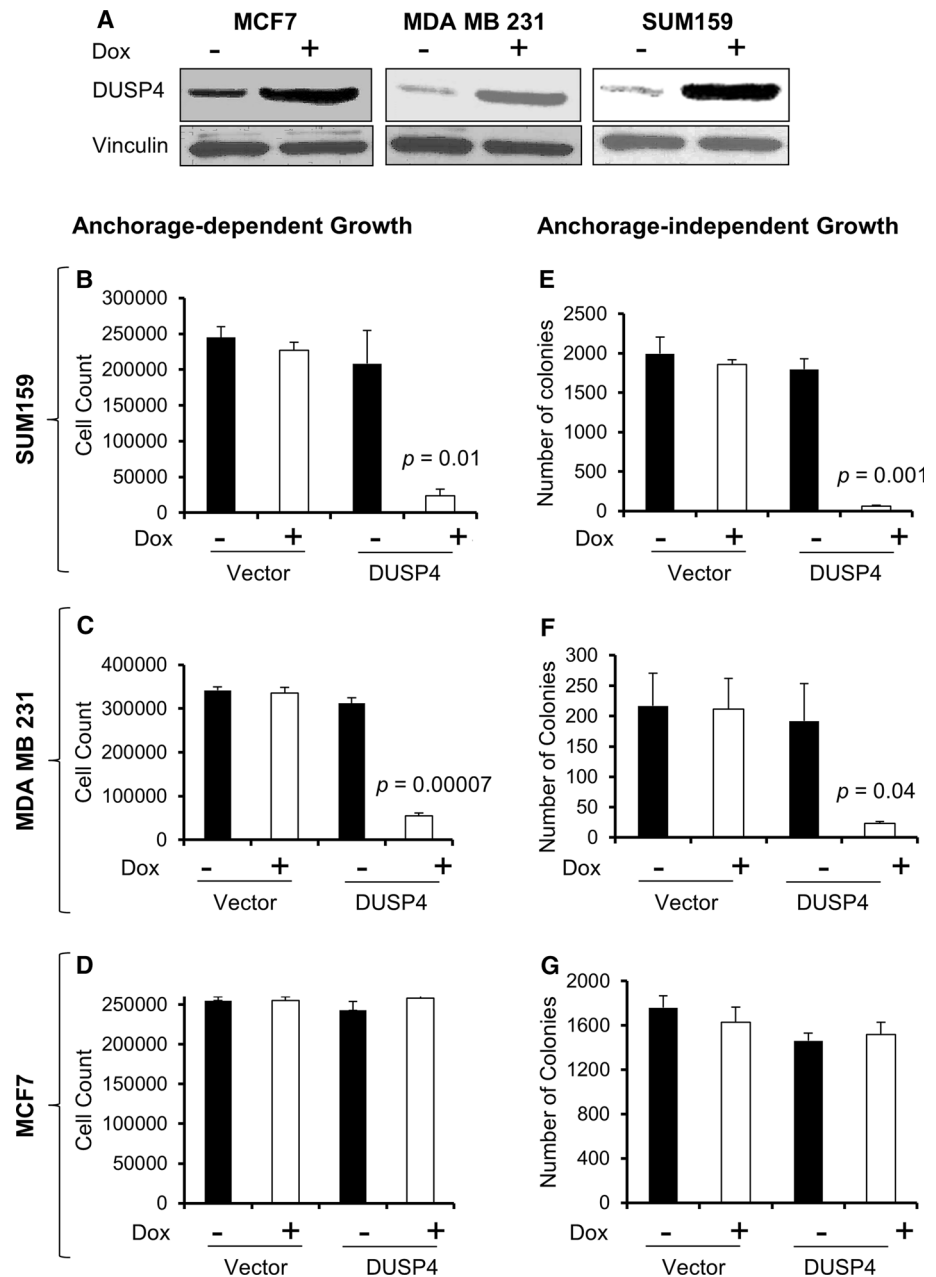 A
MCF7 MDA MB 231 SUM159
Dox - + - + - +
DUSP4
Vinculin
Anchorage-dependent Growth Anchorage-independent Growth
SUM159
B
Cell Count
300000
250000
200000
150000
100000
50000
0
p = 0.01
Dox - + - +
Vector DUSP4
E
Number of colonies
2500
2000
1500
1000
500
0
p = 0.001
Dox - + - +
Vector DUSP4
MDA MB 231
C
Cell Count
400000
300000
200000
100000
0
p = 0.00007
Dox - + - +
Vector DUSP4
F
Number of Colonies
300
250
200
150
100
50
0
p = 0.04
Dox - + - +
Vector DUSP4
MCF7
D
Cell Count
250000
200000
150000
100000
50000
0
Dox - + - +
Vector DUSP4
G
Number of Colonies
2000
1600
1200
800
400
0
Dox - + - +
Vector DUSP4